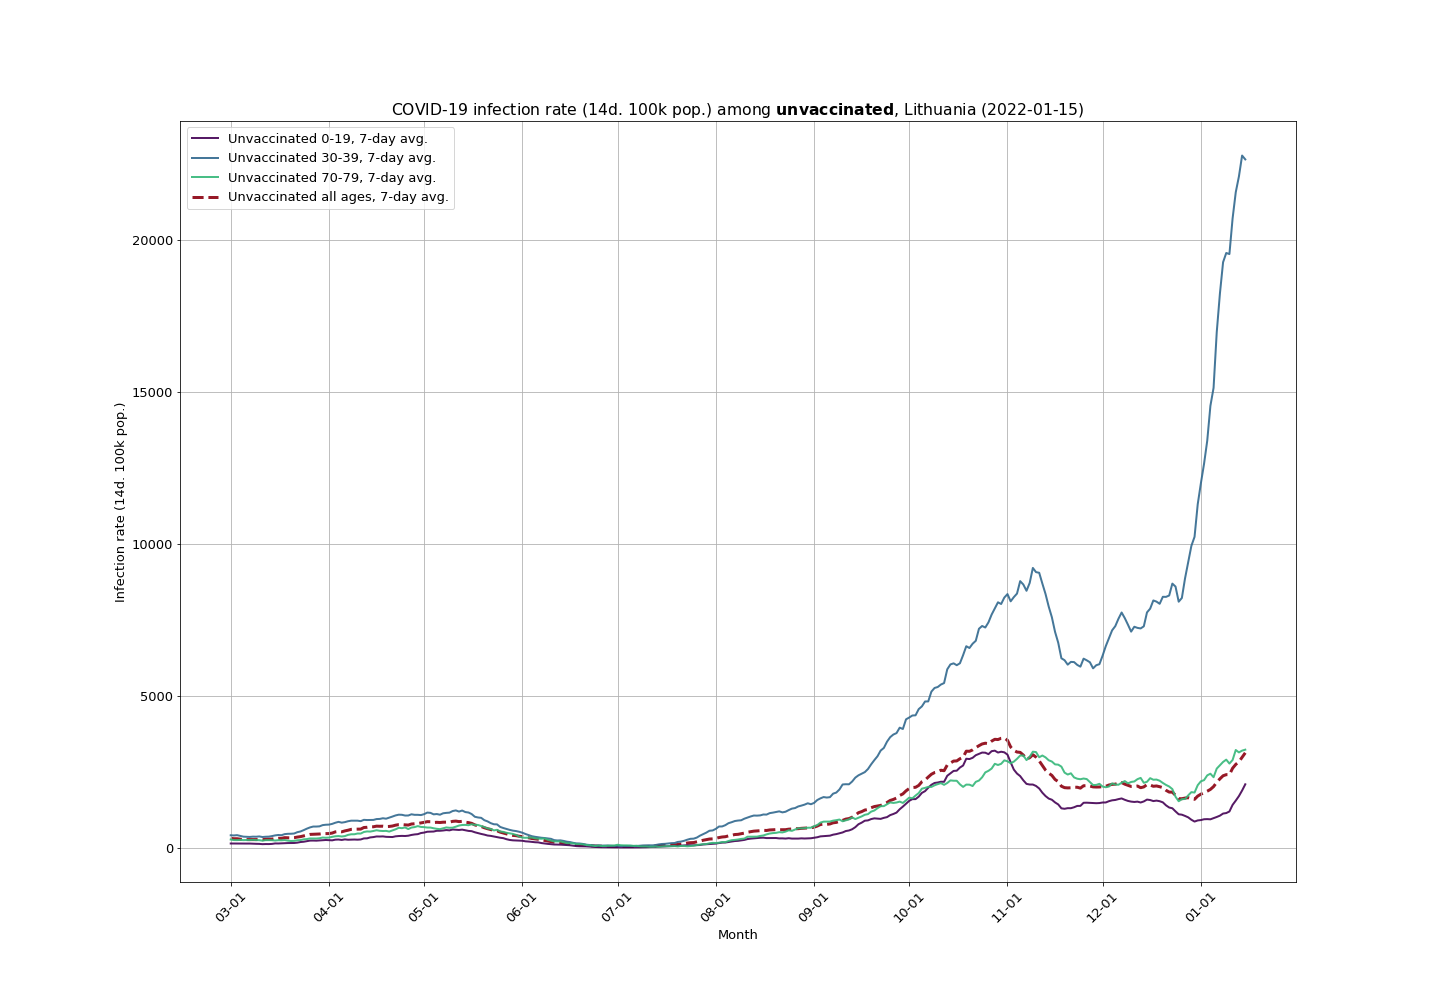 COVID-19 infection rate (14d. 100k pop.) among unvaccinated, Lithuania (2022-01-15)
Unvaccinated 0-19, 7-day avg.
Unvaccinated 30-39, 7-day avg.
Unvaccinated 70-79, 7-day avg.
Unvaccinated all ages, 7-day avg.
Infection rate (14d. 100k pop.)
20000
15000
10000
5000
0
03-01 04-01 05-01 06-01 07-01 08-01 09-01 10-01 11-01 12-01 01-01
Month